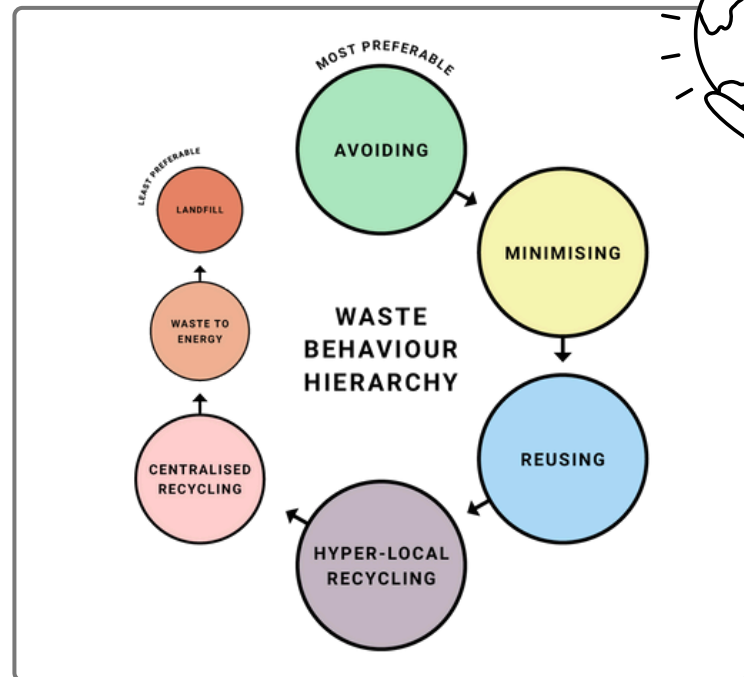 MOST PREFERABLE
AVOIDING
MINIMISING
REUSING
HYPER-LOCAL
RECYCLING
CENTRALISED
RECYCLING
WASTE TO
ENERGY
LANDFILL
LEAST PREFERABLE
WASTE
BEHAVIOUR
HIERARCHY